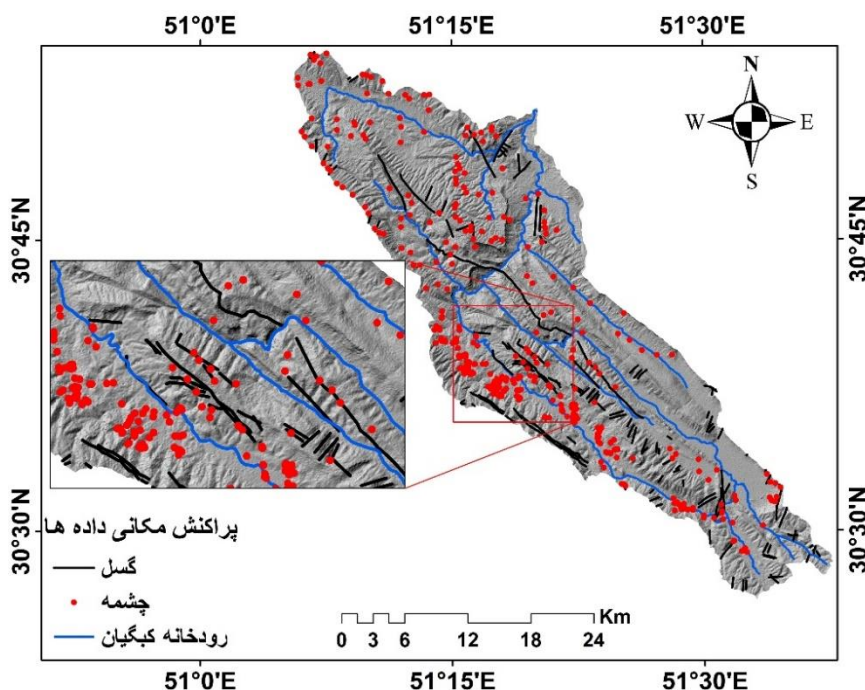 51°0'E 51°15'E 51°30'E
N
W E
S
30°45'N 30°45'N
پراکنش مکانی داده ها
30°30'N 30°30'N
گسل
چشمه
رودخانه کبگیان
Km
0 3 6 12 18 24
51°0'E 51°15'E 51°30'E